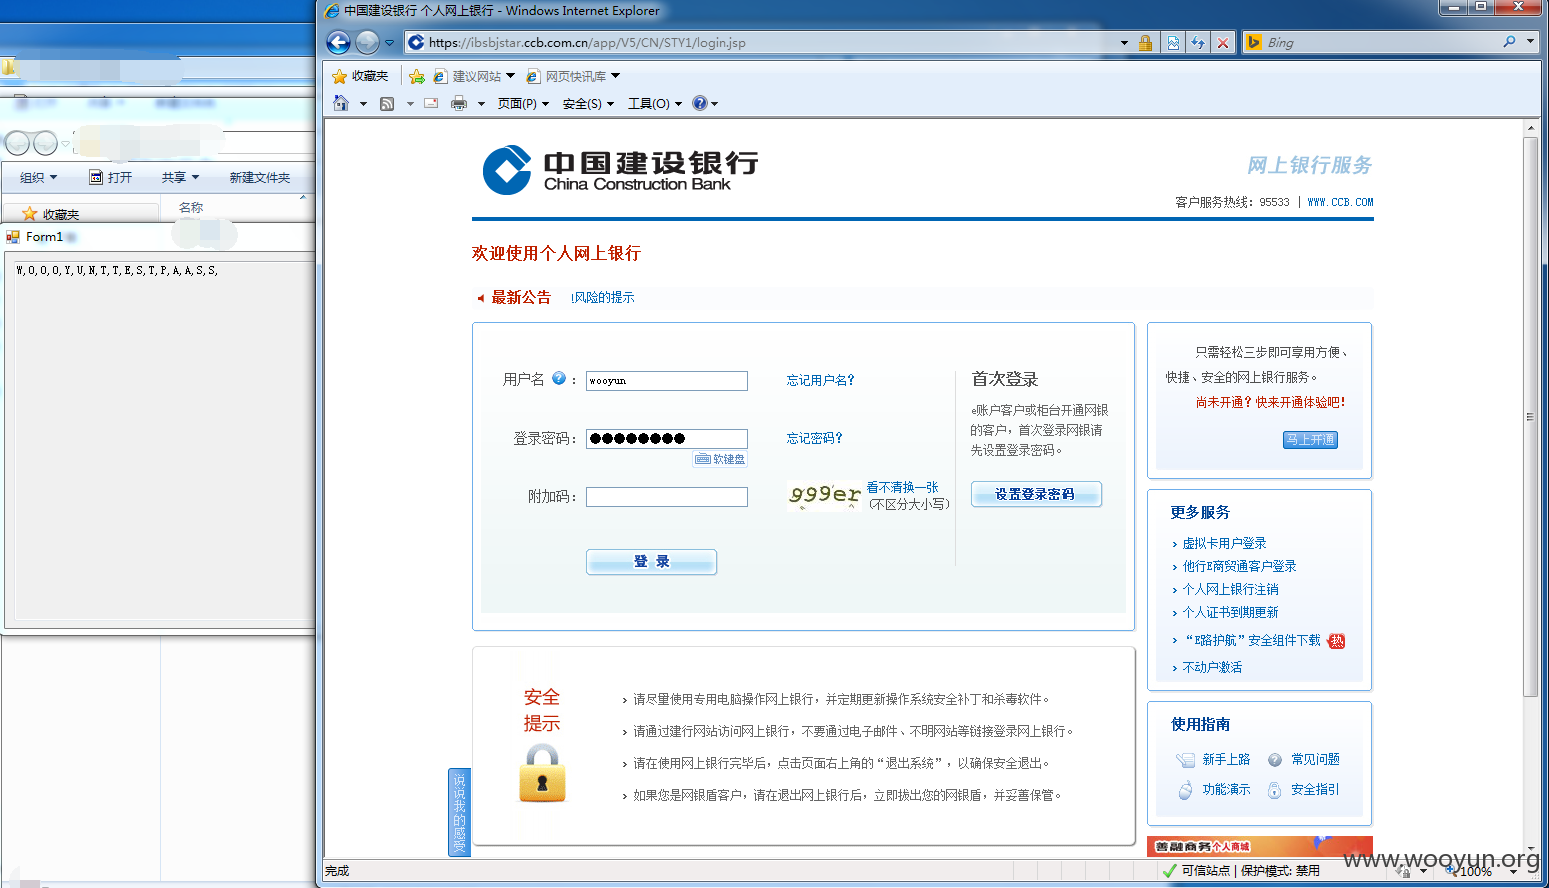 中国建设银行 个人网上银行 - Windows Internet Explorer
https://ibsbjstar.ccb.com.cn/app/V5/CN/STY1/login.jsp
Bing
收藏夹
建议网站
网页快讯库
页面(P)
安全(S)
工具(O)
组织
打开
共享
新建文件夹
收藏夹
名称
Form1
W,O,O,O,Y,U,N,T,T,E,S,T,P,A,A,S,S,
中国建设银行
China Construction Bank
网上银行服务
客户服务热线：95533 | WWW.CCB.COM
欢迎使用个人网上银行
最新公告
!风险的提示
用户名 ? ：
wooyun
忘记用户名?
登录密码：
●●●●●●●●
忘记密码?
软键盘
附加码：
999er
看不清换一张
(不区分大小写)
登 录
首次登录
e账户客户或柜台开通网银
的客户，首次登录网银请
先设置登录密码。
设置登录密码
只需轻松三步即可享用方便、
快捷、安全的网上银行服务。
尚未开通？快来开通体验吧！
马上开通
更多服务
› 虚拟卡用户登录
› 他行E商贸通客户登录
› 个人网上银行注销
› 个人证书到期更新
› “E路护航”安全组件下载 热
› 不动户激活
使用指南
新手上路
常见问题
功能演示
安全指引
安全
提示
› 请尽量使用专用电脑操作网上银行，并定期更新操作系统安全补丁和杀毒软件。
› 请通过建行网站访问网上银行，不要通过电子邮件、不明网站等链接登录网上银行。
› 请在使用网上银行完毕后，点击页面右上角的“退出系统”，以确保安全退出。
› 如果您是网银盾客户，请在退出网上银行后，立即拔出您的网银盾，并妥善保管。
说说我的感受
善融商务个人商城
www.wooyun.org
完成
可信站点 | 保护模式: 禁用
100%